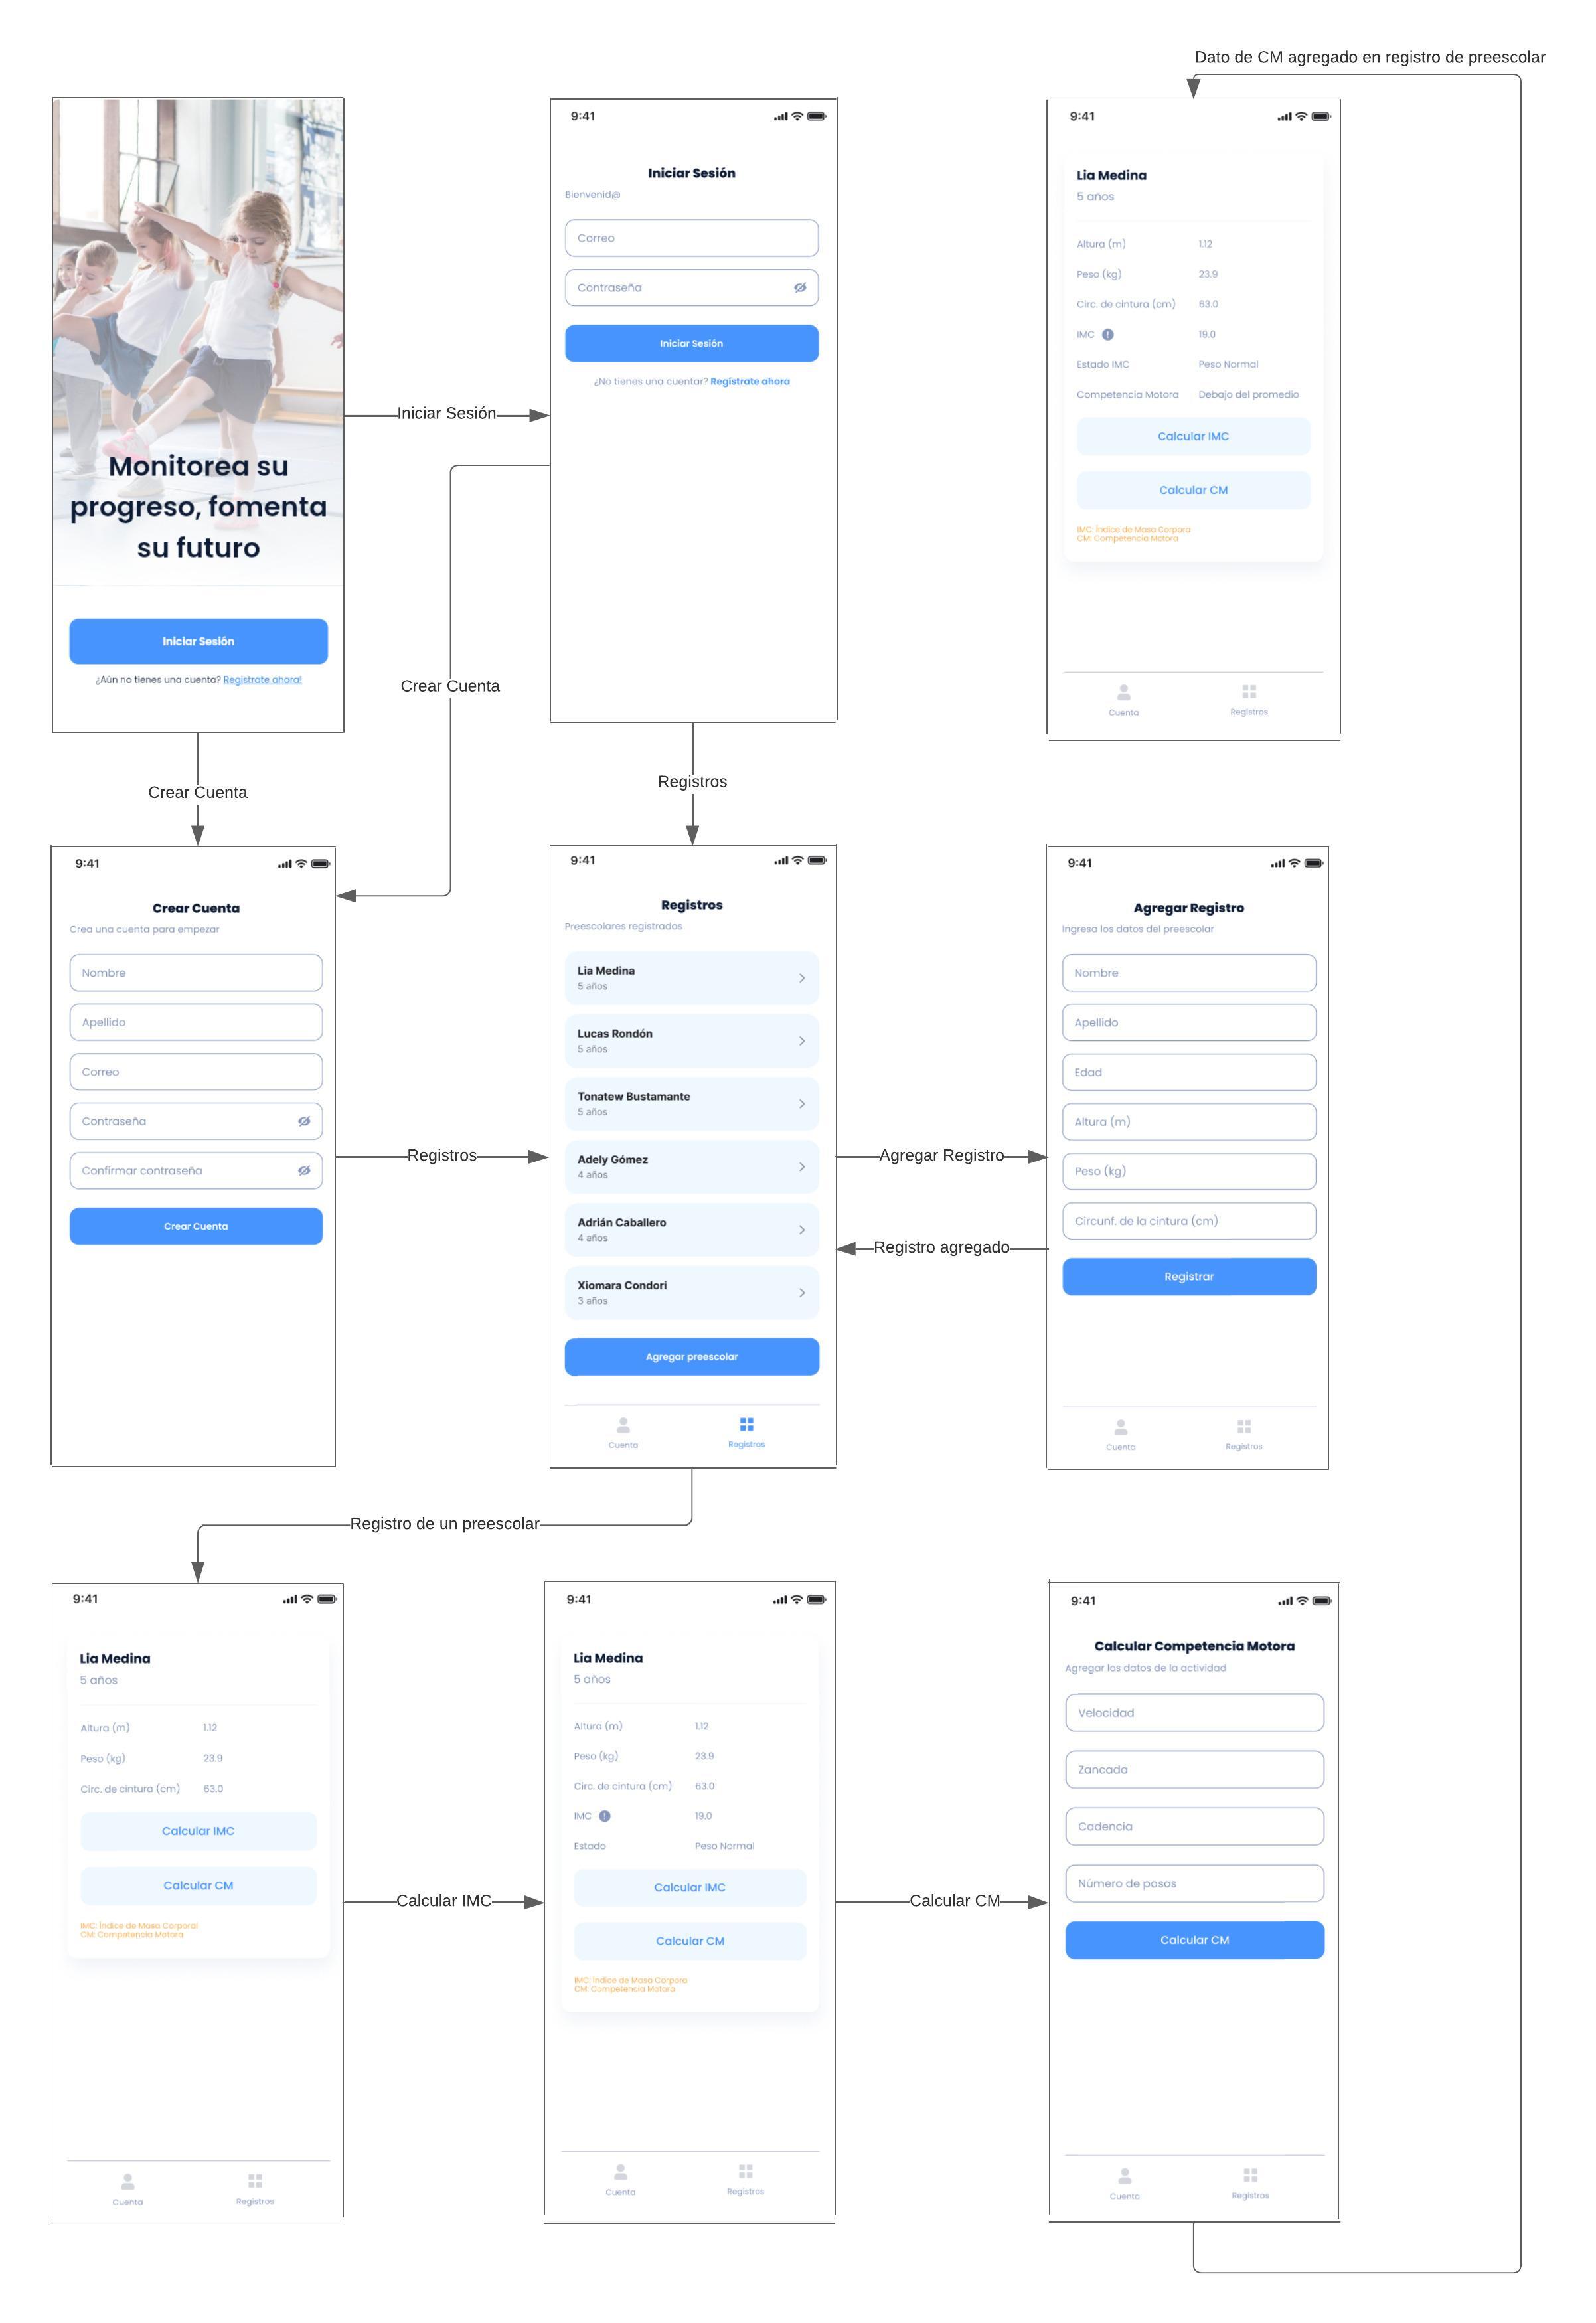 Dato de CM agregado en registro de preescolar
Monitorea su
progreso, fomenta
su futuro
Iniciar Sesión
¿Aún no tienes una cuenta? Registrate ahora!
Iniciar Sesión
9:41
Iniciar Sesión
Bienvenid@
Correo
Contraseña
Iniciar Sesión
¿No tienes una cuentar? Regístrate ahora
9:41
Lia Medina
5 años
Altura (m) 1.12
Peso (kg) 23.9
Circ. de cintura (cm) 63.0
IMC ! 19.0
Estado IMC Peso Normal
Competencia Motora Debajo del promedio
Calcular IMC
Calcular CM
IMC: Índice de Masa Corpora
CM: Competencia Motora
Cuenta Registros
Crear Cuenta
Crear Cuenta
Registros
9:41
Crear Cuenta
Crea una cuenta para empezar
Nombre
Apellido
Correo
Contraseña
Confirmar contraseña
Crear Cuenta
Registros
9:41
Registros
Preescolares registrados
Lia Medina
5 años
Lucas Rondón
5 años
Tonatew Bustamante
5 años
Adely Gómez
4 años
Adrián Caballero
4 años
Xiomara Condori
3 años
Agregar preescolar
Cuenta Registros
Agregar Registro
Registro agregado
9:41
Agregar Registro
Ingresa los datos del preescolar
Nombre
Apellido
Edad
Altura (m)
Peso (kg)
Circunf. de la cintura (cm)
Registrar
Cuenta Registros
Registro de un preescolar
9:41
Lia Medina
5 años
Altura (m) 1.12
Peso (kg) 23.9
Circ. de cintura (cm) 63.0
Calcular IMC
Calcular CM
IMC: Índice de Masa Corporal
CM: Competencia Motora
Cuenta Registros
Calcular IMC
9:41
Lia Medina
5 años
Altura (m) 1.12
Peso (kg) 23.9
Circ. de cintura (cm) 63.0
IMC ! 19.0
Estado Peso Normal
Calcular IMC
Calcular CM
IMC: Índice de Masa Corpora
CM: Competencia Motora
Cuenta Registros
Calcular CM
9:41
Calcular Competencia Motora
Agregar los datos de la actividad
Velocidad
Zancada
Cadencia
Número de pasos
Calcular CM
Cuenta Registros